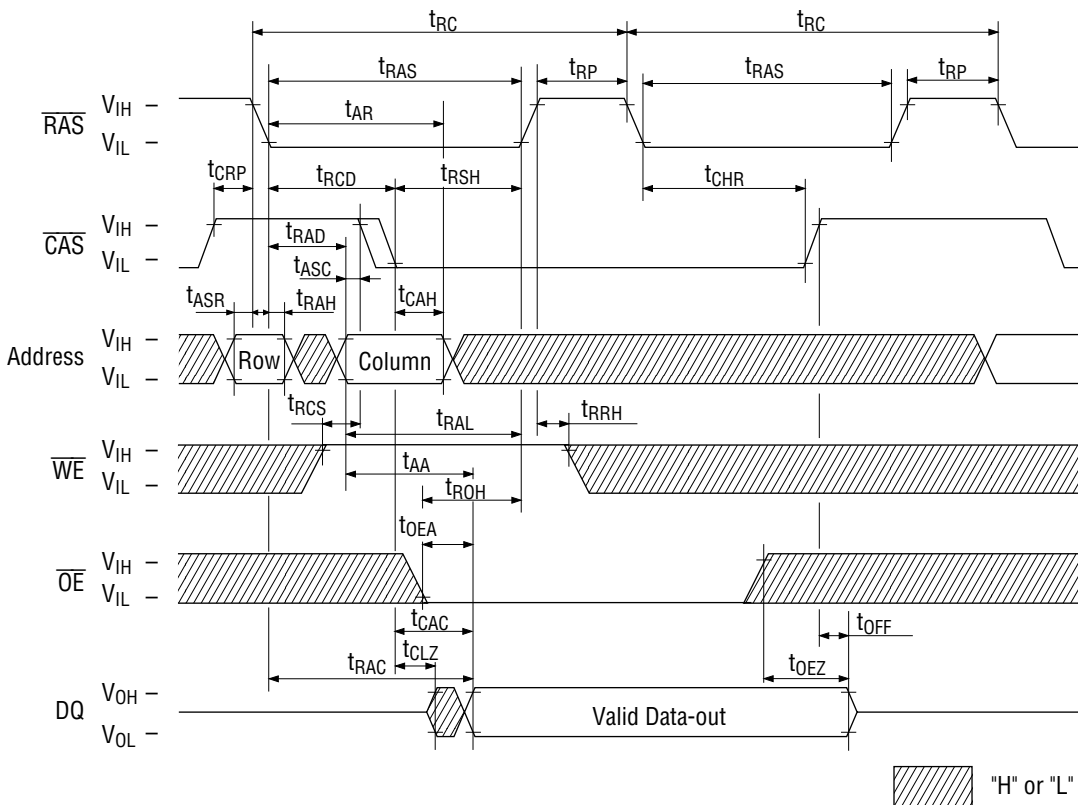 tRC tRC
tRAS tRP tRAS tRP
tAR
RAS VIH –
VIL –
tCRP tRCD tRSH tCHR
CAS VIH –
VIL –
tRAD
tASC
tASR tRAH tCAH
Address VIH –
VIL –
Row Column
tRCS tRAL tRRH
WE VIH –
VIL –
tAA
tROH
tOEA
OE VIH –
VIL –
tCAC tOFF
tCLZ
tRAC tOEZ
DQ VOH –
VOL –
Valid Data-out
"H" or "L"